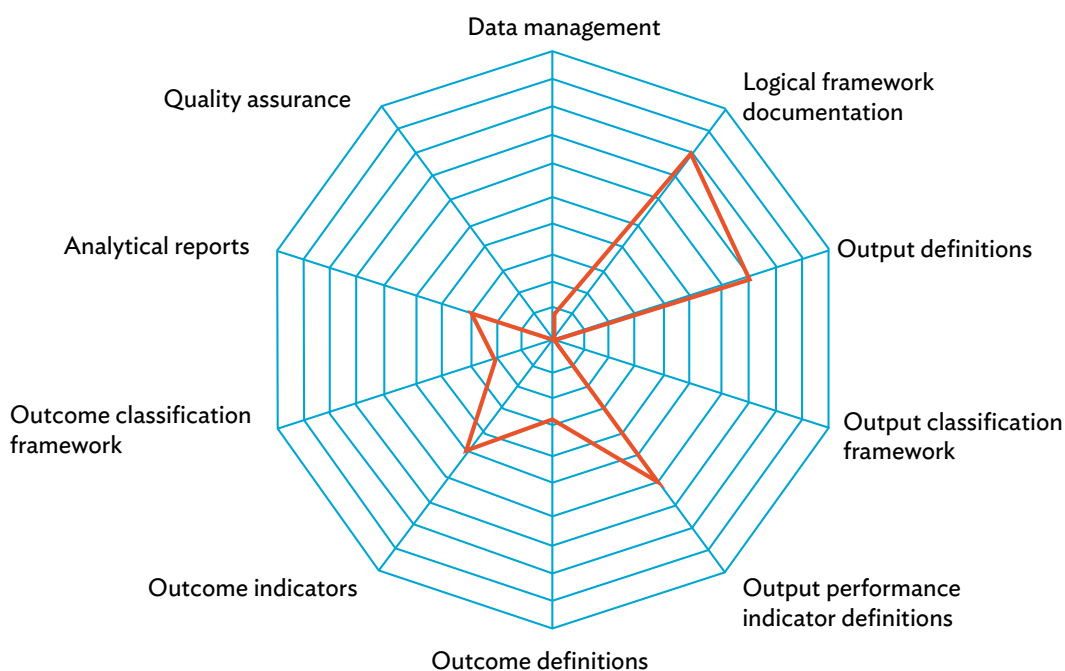 Data management
Logical framework
documentation
Output definitions
Output classification
framework
Output performance
indicator definitions
Outcome definitions
Outcome indicators
Outcome classification
framework
Analytical reports
Quality assurance